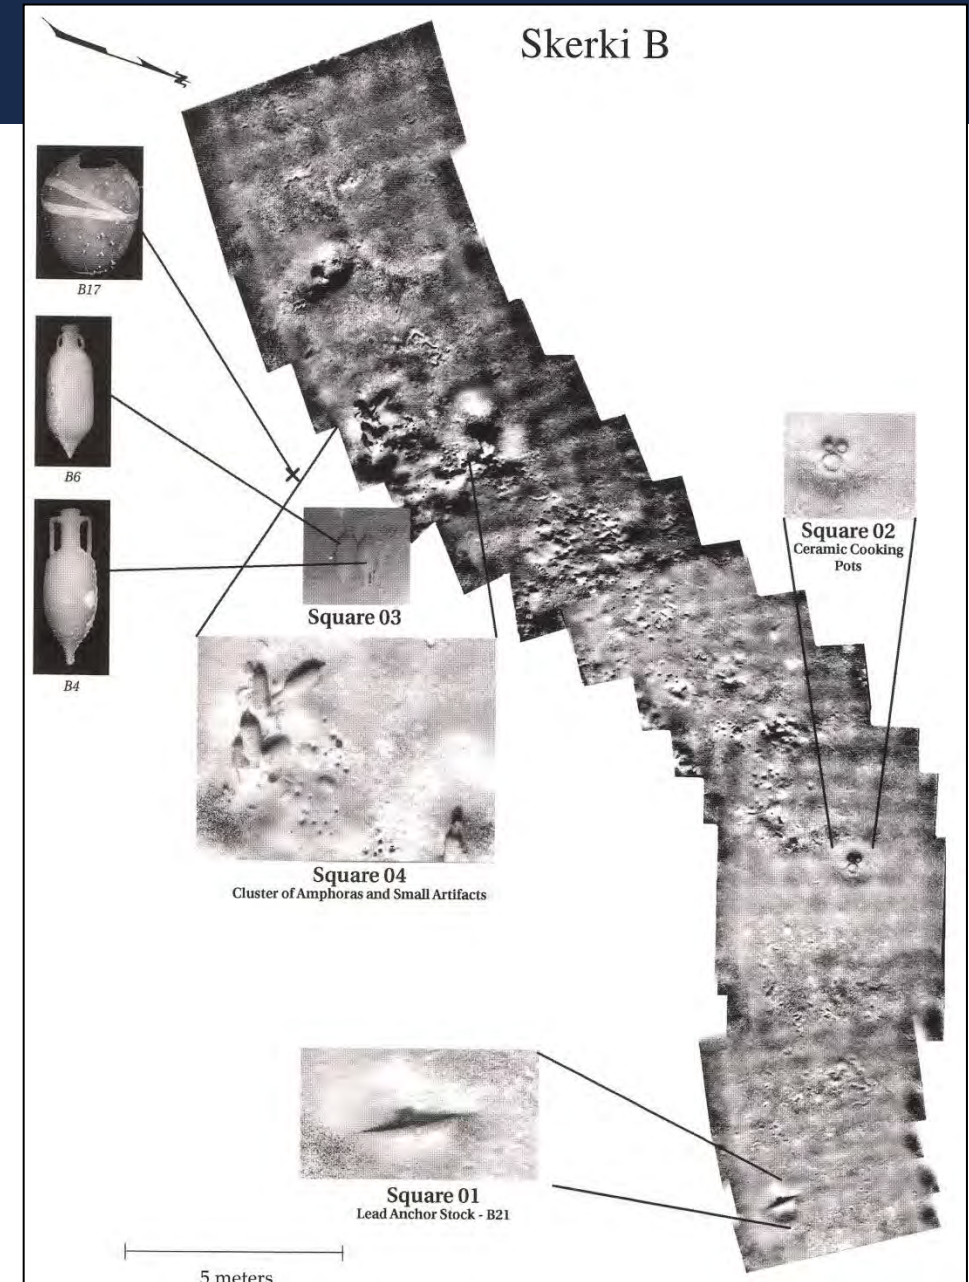 Skerki B
N
B17
B6
B4
Square 03
Square 02
Ceramic Cooking
Pots
Square 04
Cluster of Amphoras and Small Artifacts
Square 01
Lead Anchor Stock - B21
5 meters